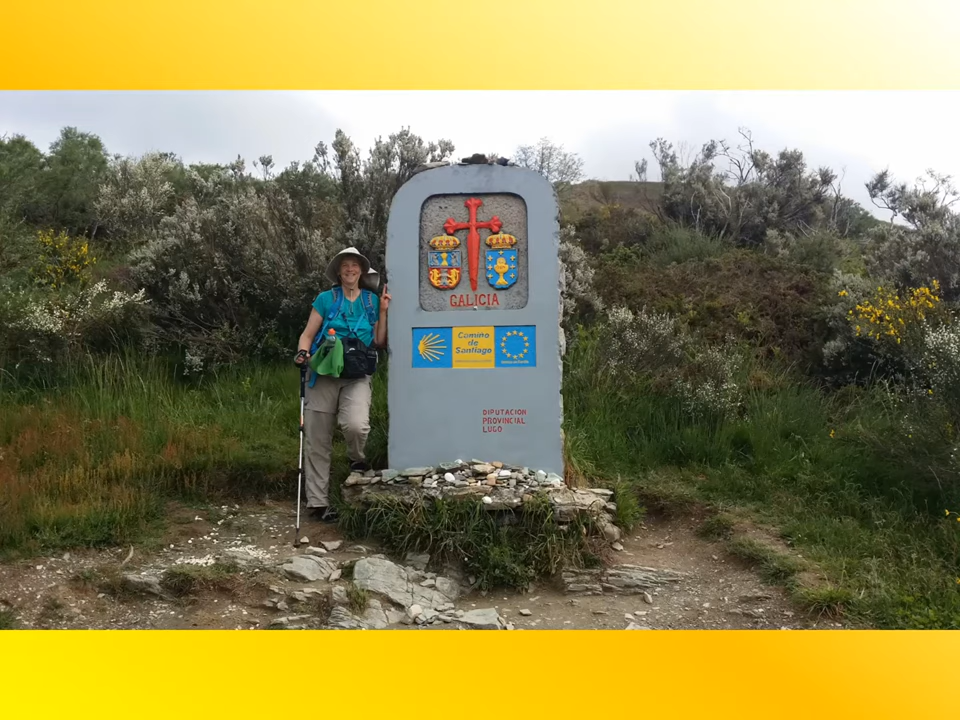 GALICIA
Camino
de
Santiago
DIPUTACION
PROVINCIAL
LUGO